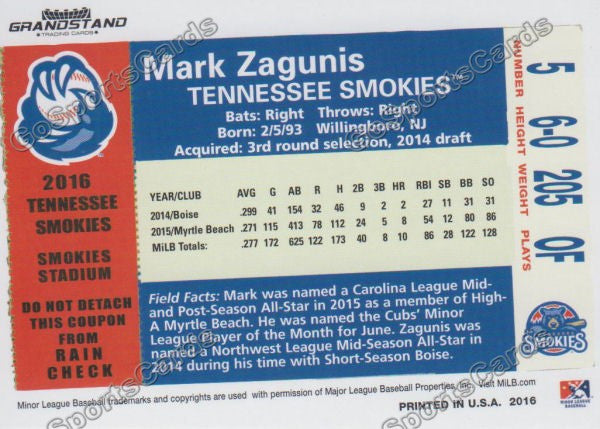 GRANDSTAND
TRADING CARDS
Mark Zagunis
TENNESSEE SMOKIES™
Bats: Right Throws: Right
Born: 2/5/93 Willingboro, NJ
Acquired: 3rd round selection, 2014 draft
NUMBER HEIGHT WEIGHT PLAYS
5 6-0 205 OF
2016
TENNESSEE
SMOKIES
SMOKIES
STADIUM
DO NOT DETACH
THIS COUPON
FROM
RAIN
CHECK
YEAR/CLUB AVG G AB R H 2B 3B HR RBI SB BB SO
2014/Boise .299 41 154 32 46 9 2 2 27 11 31 31
2015/Myrtle Beach .271 115 413 78 112 24 5 8 54 12 80 86
MiLB Totals: .277 172 625 122 173 40 8 10 86 28 122 128
Field Facts: Mark was named a Carolina League Mid-
and Post-Season All-Star in 2015 as a member of High-
A Myrtle Beach. He was named the Cubs' Minor
League Player of the Month for June. Zagunis was
named a Northwest League Mid-Season All-Star in
2014 during his time with Short-Season Boise.
SMOKIES
Minor League Baseball trademarks and copyrights are used with permission of Major League Baseball Properties, Inc. Visit MiLB.com
PRINTED IN U.S.A. 2016
MINOR LEAGUE
BASEBALL
GoSportsCards